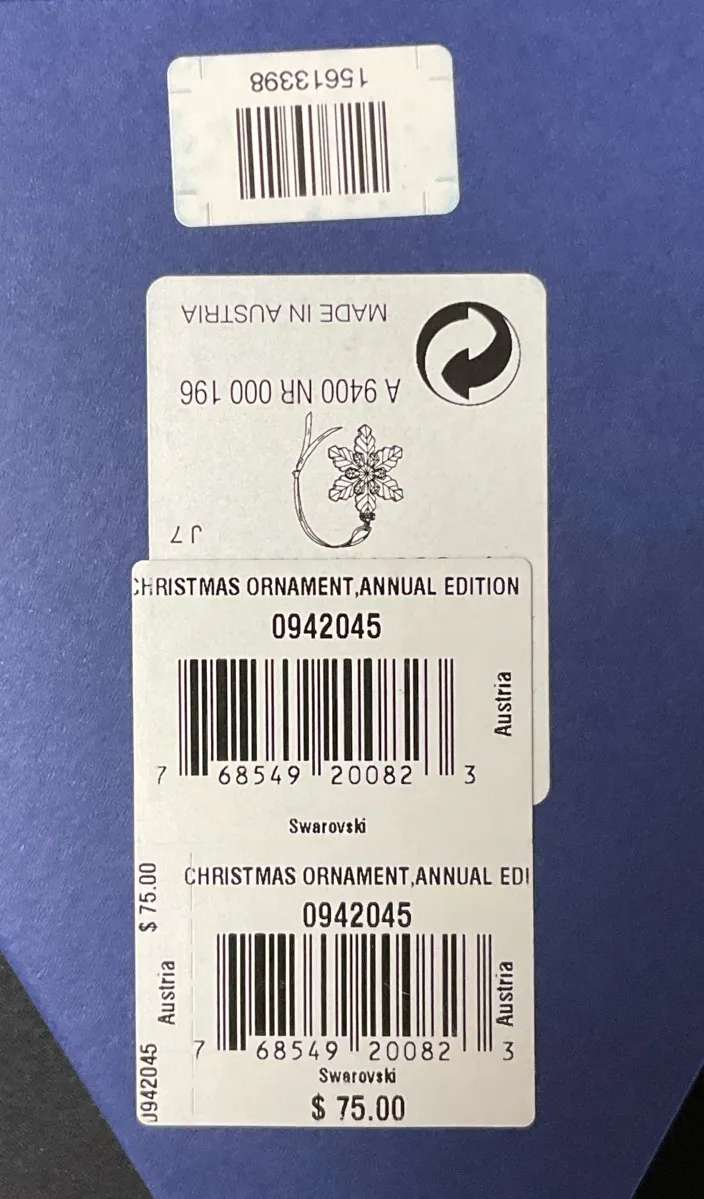 15613398
MADE IN AUSTRIA
A 9400 NR 000 196
J 7
CHRISTMAS ORNAMENT,ANNUAL EDITION
0942045
Austria
7 68549 20082 3
Swarovski
CHRISTMAS ORNAMENT,ANNUAL EDI
0942045
Austria
7 68549 20082 3
Swarovski
$ 75.00
0942045 Austria $ 75.00